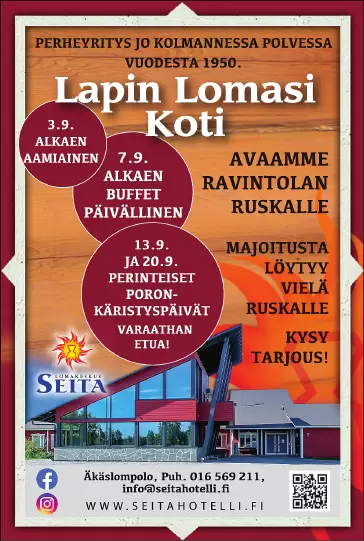 PERHEYRITYS JO KOLMANNESSA POLVESSA
VUODESTA 1950.
Lapin Lomasi
Koti
3.9.
ALKAEN
AAMIAINEN
7.9.
ALKAEN
BUFFET
PÄIVÄLLINEN
13.9.
JA 20.9.
PERINTEISET
PORON-
KÄRISTYSPÄIVÄT
VARAATHAN
ETUA!
AVAAMME
RAVINTOLAN
RUSKALLE
MAJOITUSTA
LÖYTYY
VIELÄ
RUSKALLE
KYSY
TARJOUS!
LOMAKESKUS
SEITA
Äkäslompolo, Puh. 016 569 211,
info@seitahotelli.fi
WWW.SEITAHOTELLI.FI